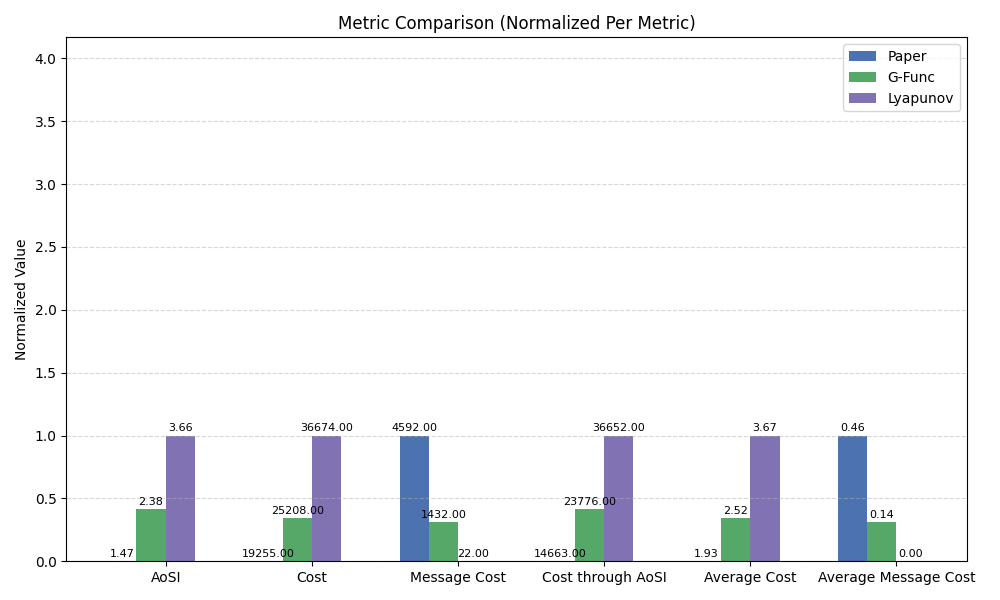 Metric Comparison (Normalized Per Metric)
Normalized Value
4.0
3.5
3.0
2.5
2.0
1.5
1.0
0.5
0.0
Paper
G-Func
Lyapunov
1.47
2.38
3.66
19255.00
25208.00
36674.00
4592.00
1432.00
22.00
14663.00
23776.00
36652.00
1.93
2.52
3.67
0.46
0.14
0.00
AoSI
Cost
Message Cost
Cost through AoSI
Average Cost
Average Message Cost